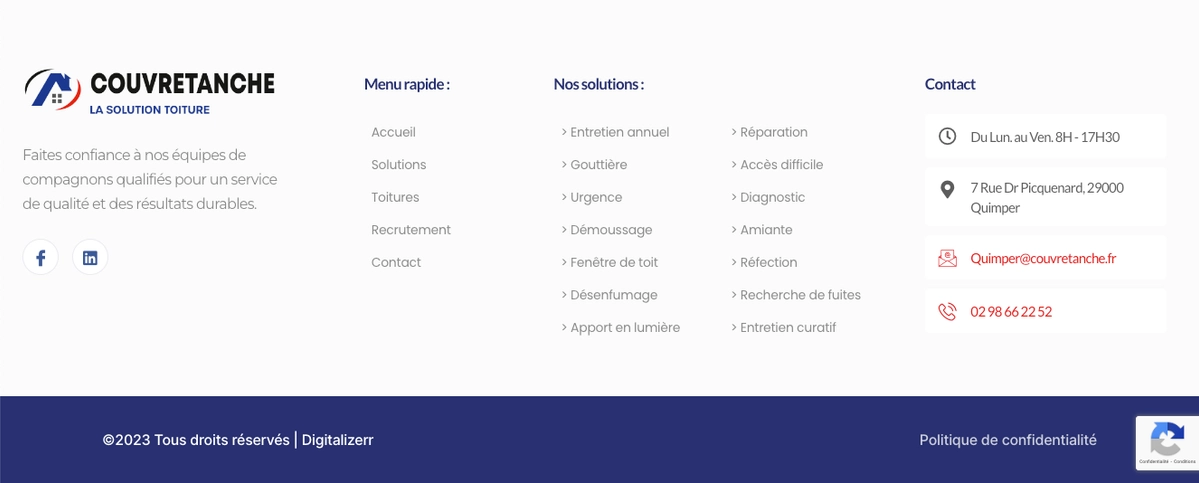 COUVRETANCHE
LA SOLUTION TOITURE
Faites confiance à nos équipes de
compagnons qualifiés pour un service
de qualité et des résultats durables.
Menu rapide :
Accueil
Solutions
Toitures
Recrutement
Contact
Nos solutions :
> Entretien annuel
> Gouttière
> Urgence
> Démoussage
> Fenêtre de toit
> Désenfumage
> Apport en lumière
> Réparation
> Accès difficile
> Diagnostic
> Amiante
> Réfection
> Recherche de fuites
> Entretien curatif
Contact
Du Lun. au Ven. 8H - 17H30
7 Rue Dr Picquenard, 29000
Quimper
Quimper@couvretanche.fr
02 98 66 22 52
©2023 Tous droits réservés | Digitalizerr
Politique de confidentialité
Confidentialité - Conditions